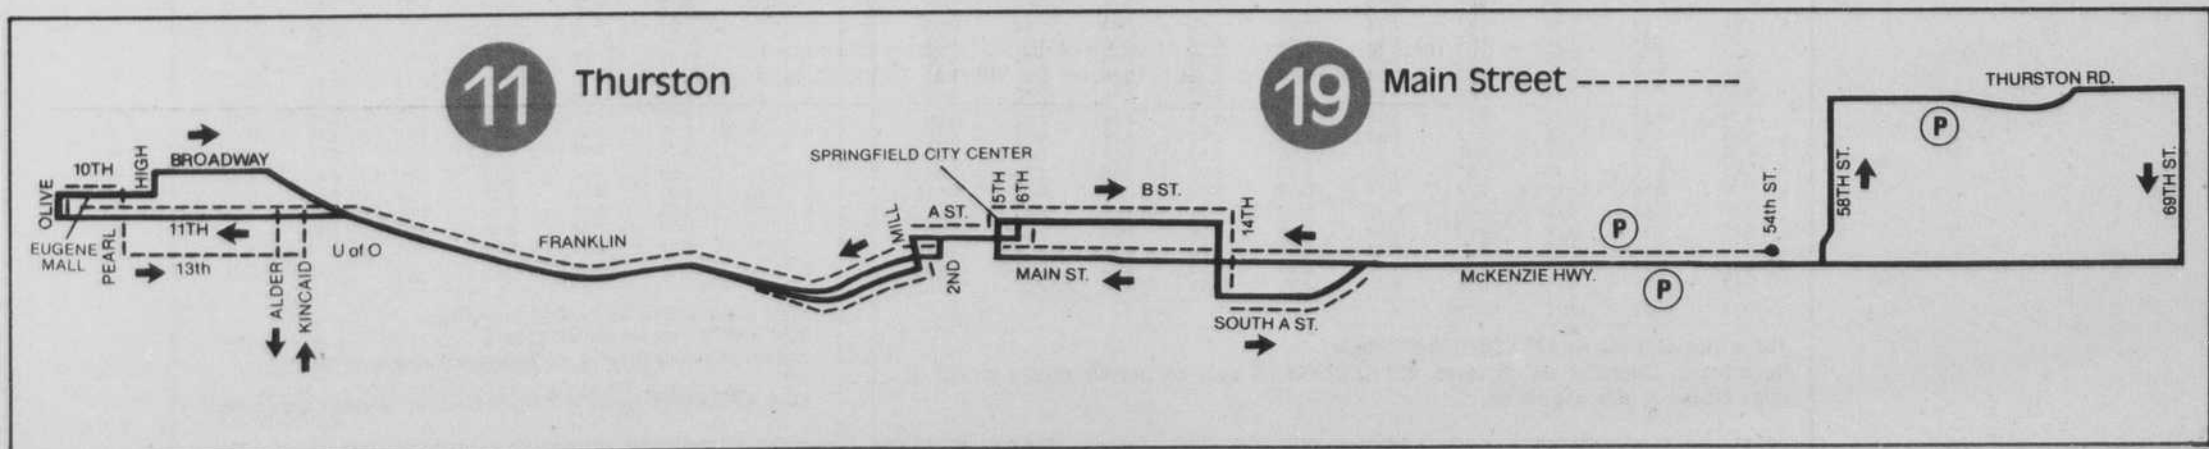 11 Thurston
19 Main Street
THURSTON RD.
P
58TH ST.
69TH ST.
SPRINGFIELD CITY CENTER
10TH
HIGH
BROADWAY
OLIVE
EUGENE
MALL
11TH
PEARL
13th
ALDER
KINCAID
U of O
FRANKLIN
MILL
A ST.
2ND
5TH
6TH
B ST.
14TH
MAIN ST.
SOUTH A ST.
P
54th ST.
McKENZIE HWY.
P